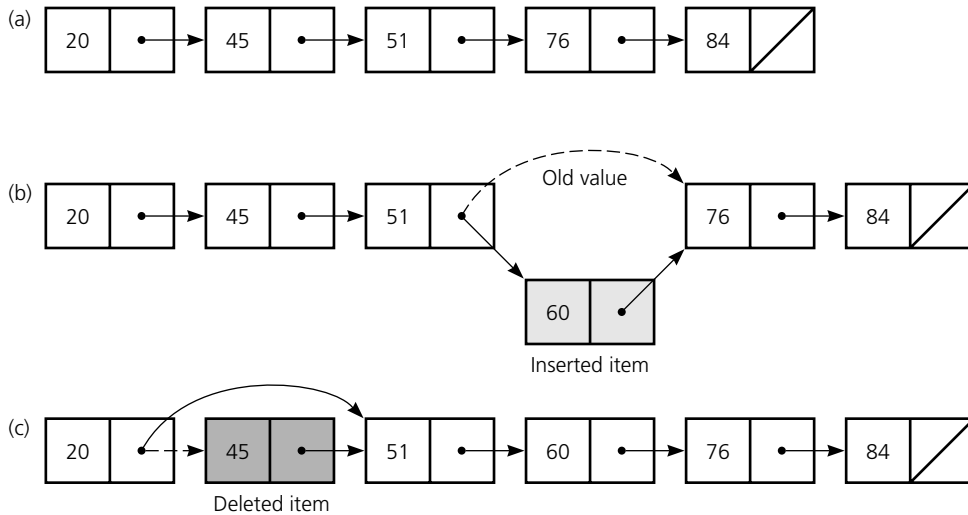 (a) 20 45 51 76 84
Old value
(b) 20 45 51 76 84
60
Inserted item
(c) 20 45 51 60 76 84
Deleted item